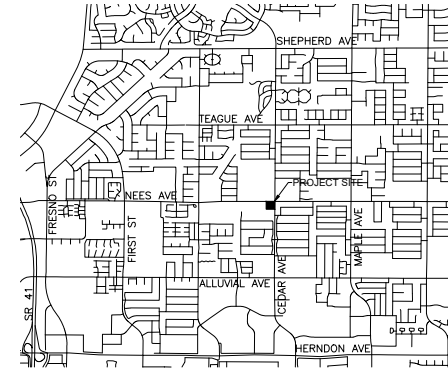 SHEPHERD AVE
TEAGUE AVE
PROJECT SITE
NEES AVE
FRESNO ST
FIRST ST
MAPLE AVE
CEDAR AVE
ALLUVIAL AVE
SR 41
HERNDON AVE